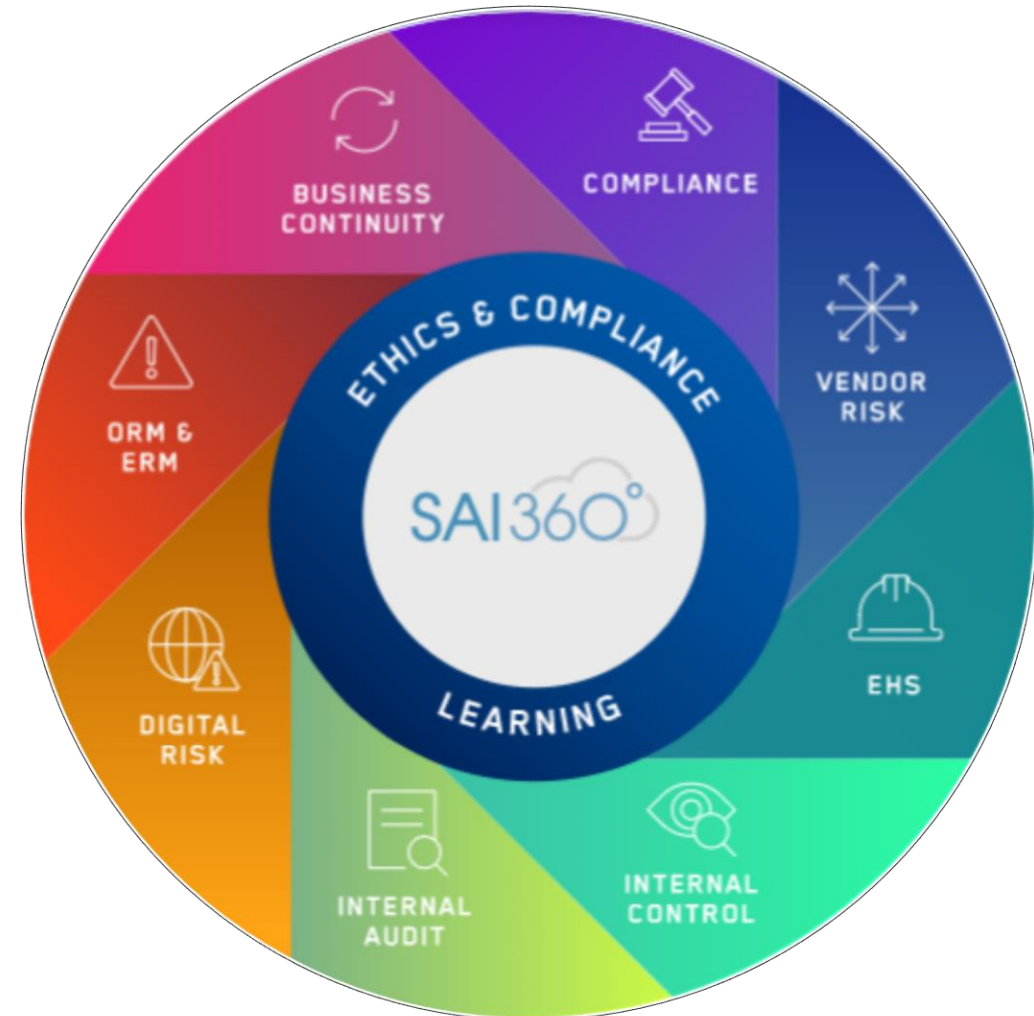 BUSINESS
CONTINUITY
COMPLIANCE
VENDOR
RISK
EHS
INTERNAL
CONTROL
INTERNAL
AUDIT
DIGITAL
RISK
ORM &
ERM
ETHICS & COMPLIANCE
SAI360°
LEARNING